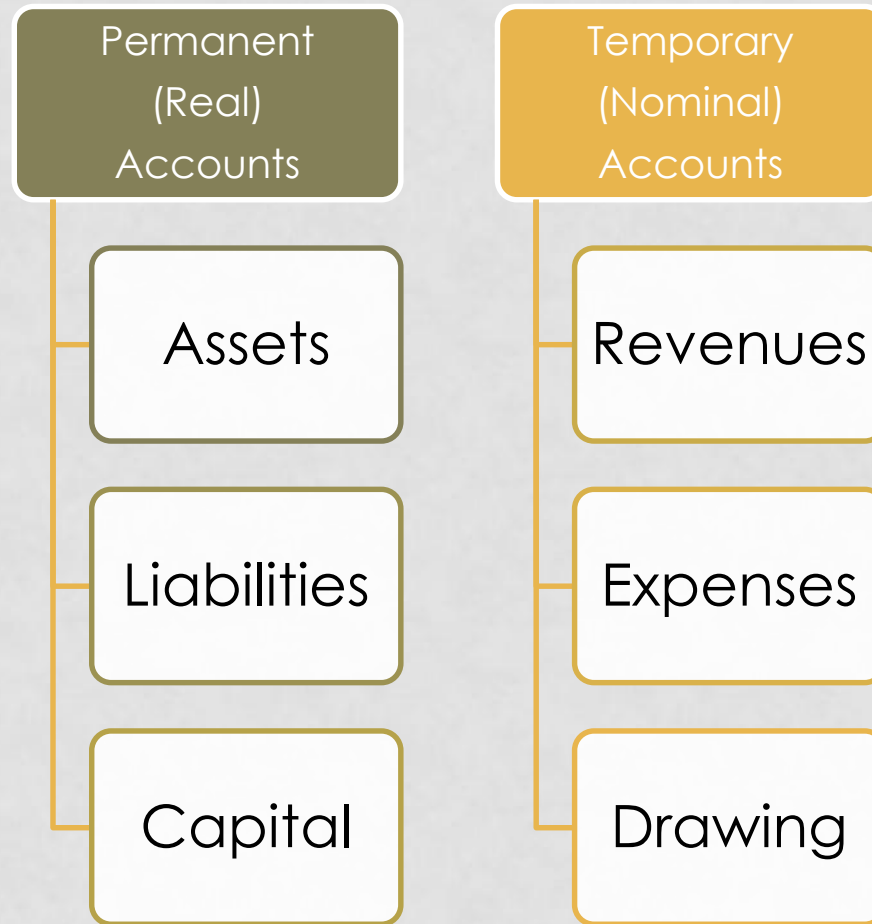 Permanent
(Real)
Accounts
Assets
Liabilities
Capital
Temporary
(Nominal)
Accounts
Revenues
Expenses
Drawing